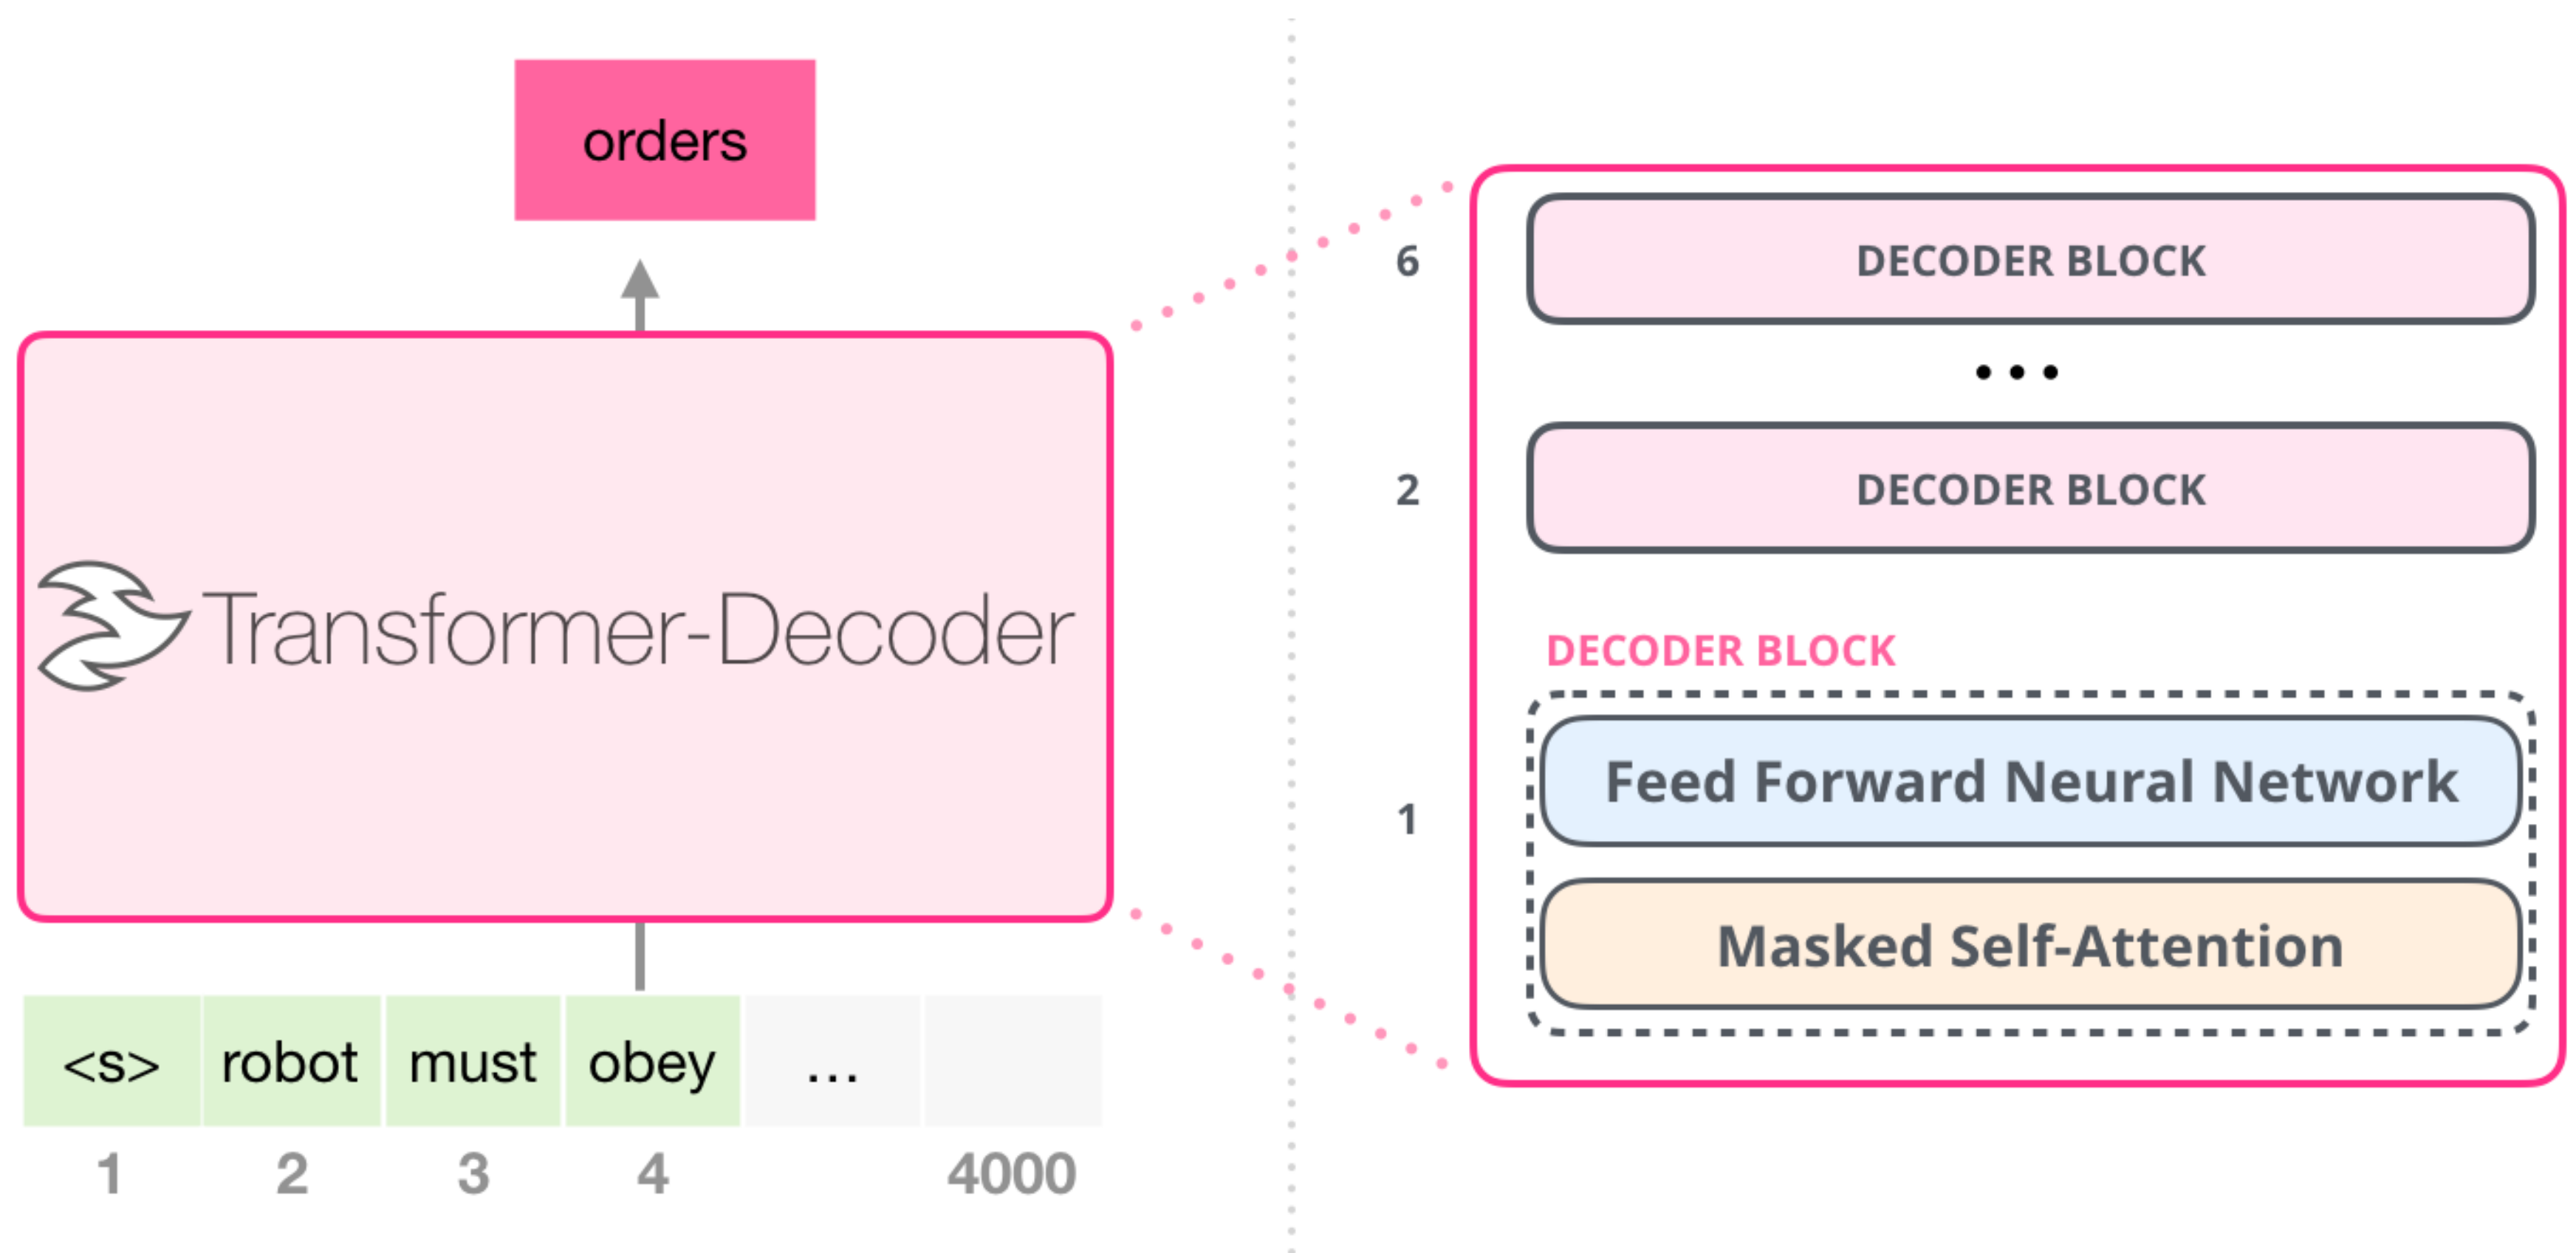 orders
Transformer-Decoder
<s> robot must obey ...
1 2 3 4 4000
6 DECODER BLOCK
...
2 DECODER BLOCK
DECODER BLOCK
Feed Forward Neural Network
1
Masked Self-Attention